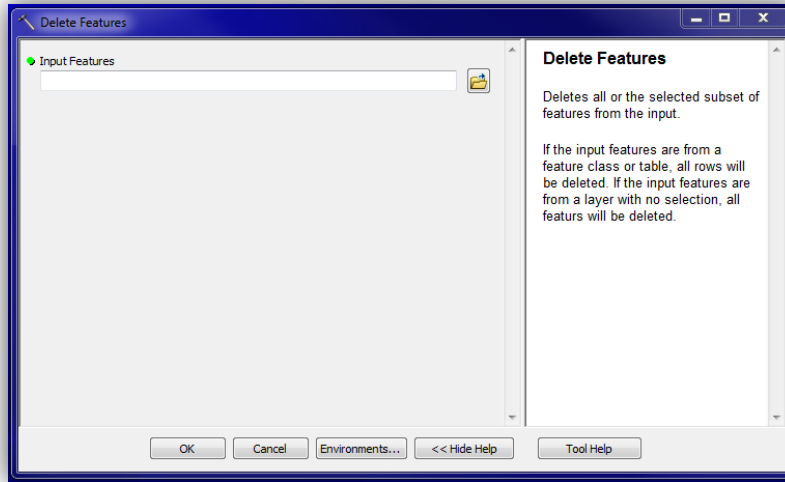 Delete Features
Input Features
Delete Features
Deletes all or the selected subset of
features from the input.
If the input features are from a
feature class or table, all rows will
be deleted. If the input features are
from a layer with no selection, all
featurs will be deleted.
OK
Cancel
Environments...
<< Hide Help
Tool Help